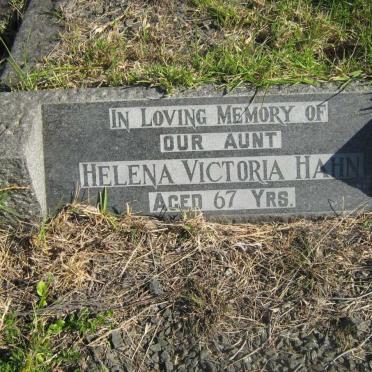 IN LOVING MEMORY OF
OUR AUNT
HELENA VICTORIA HAHN
AGED 67 YRS.